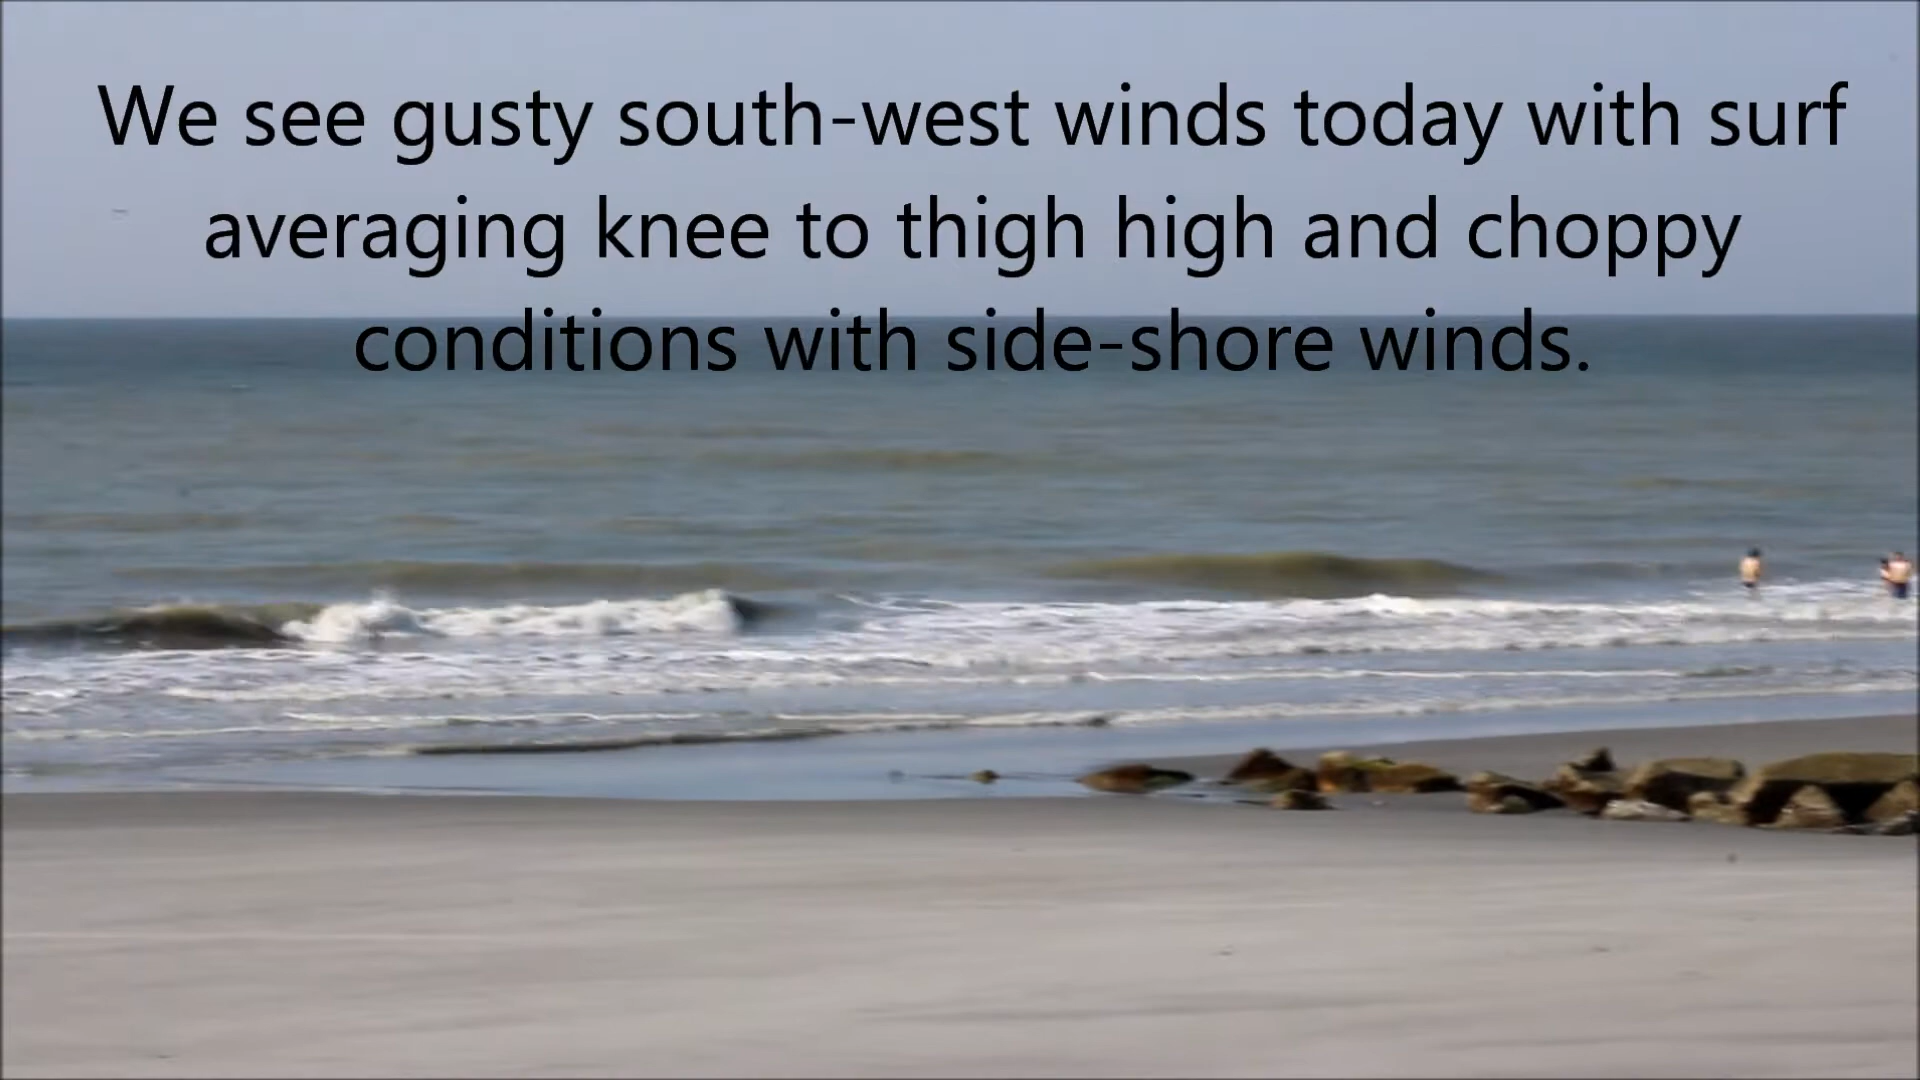 We see gusty south-west winds today with surf
averaging knee to thigh high and choppy
conditions with side-shore winds.